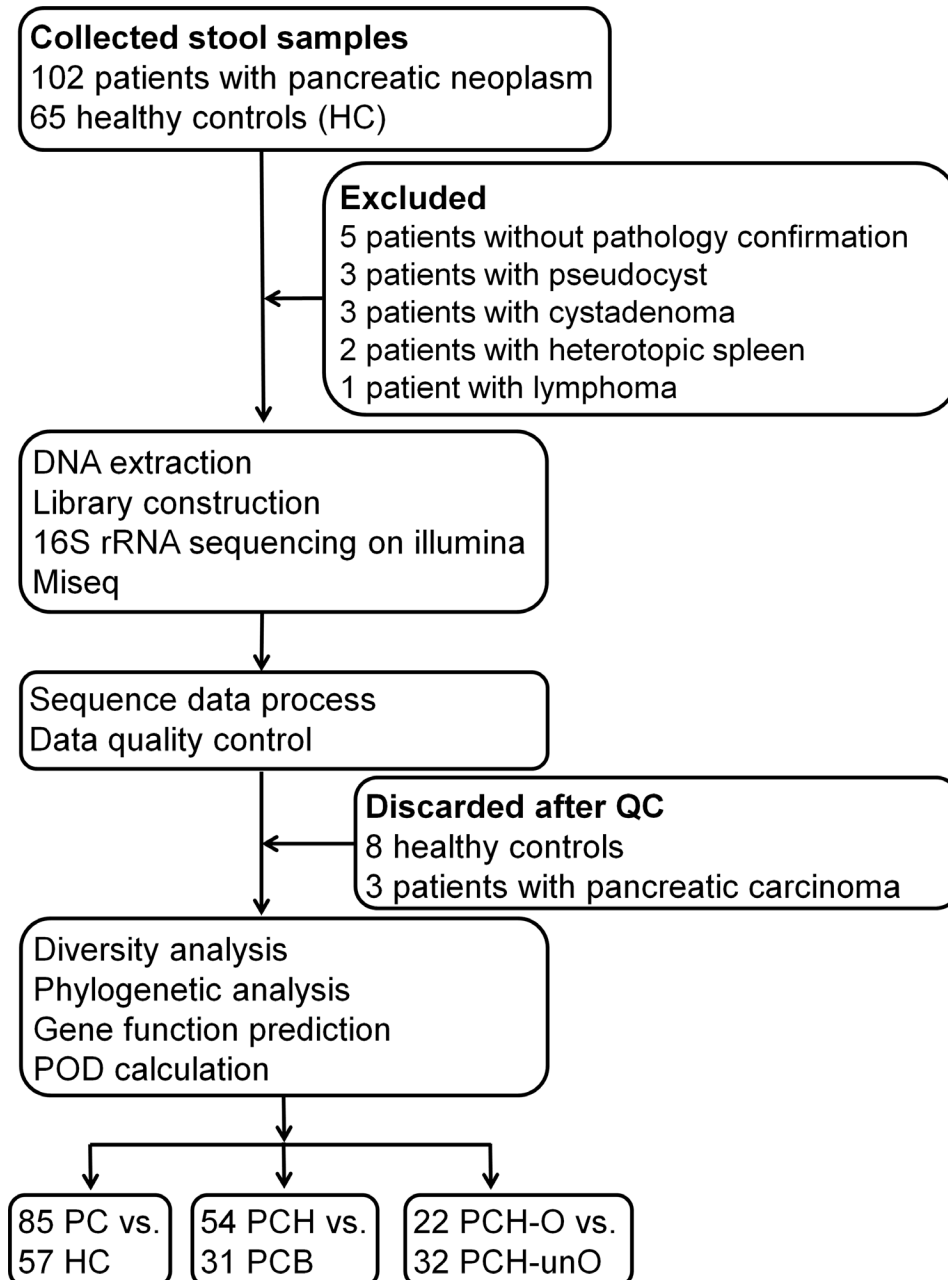 Collected stool samples
102 patients with pancreatic neoplasm
65 healthy controls (HC)
Excluded
5 patients without pathology confirmation
3 patients with pseudocyst
3 patients with cystadenoma
2 patients with heterotopic spleen
1 patient with lymphoma
DNA extraction
Library construction
16S rRNA sequencing on illumina
Miseq
Sequence data process
Data quality control
Discarded after QC
8 healthy controls
3 patients with pancreatic carcinoma
Diversity analysis
Phylogenetic analysis
Gene function prediction
POD calculation
85 PC vs.
57 HC
54 PCH vs.
31 PCB
22 PCH-O vs.
32 PCH-unO